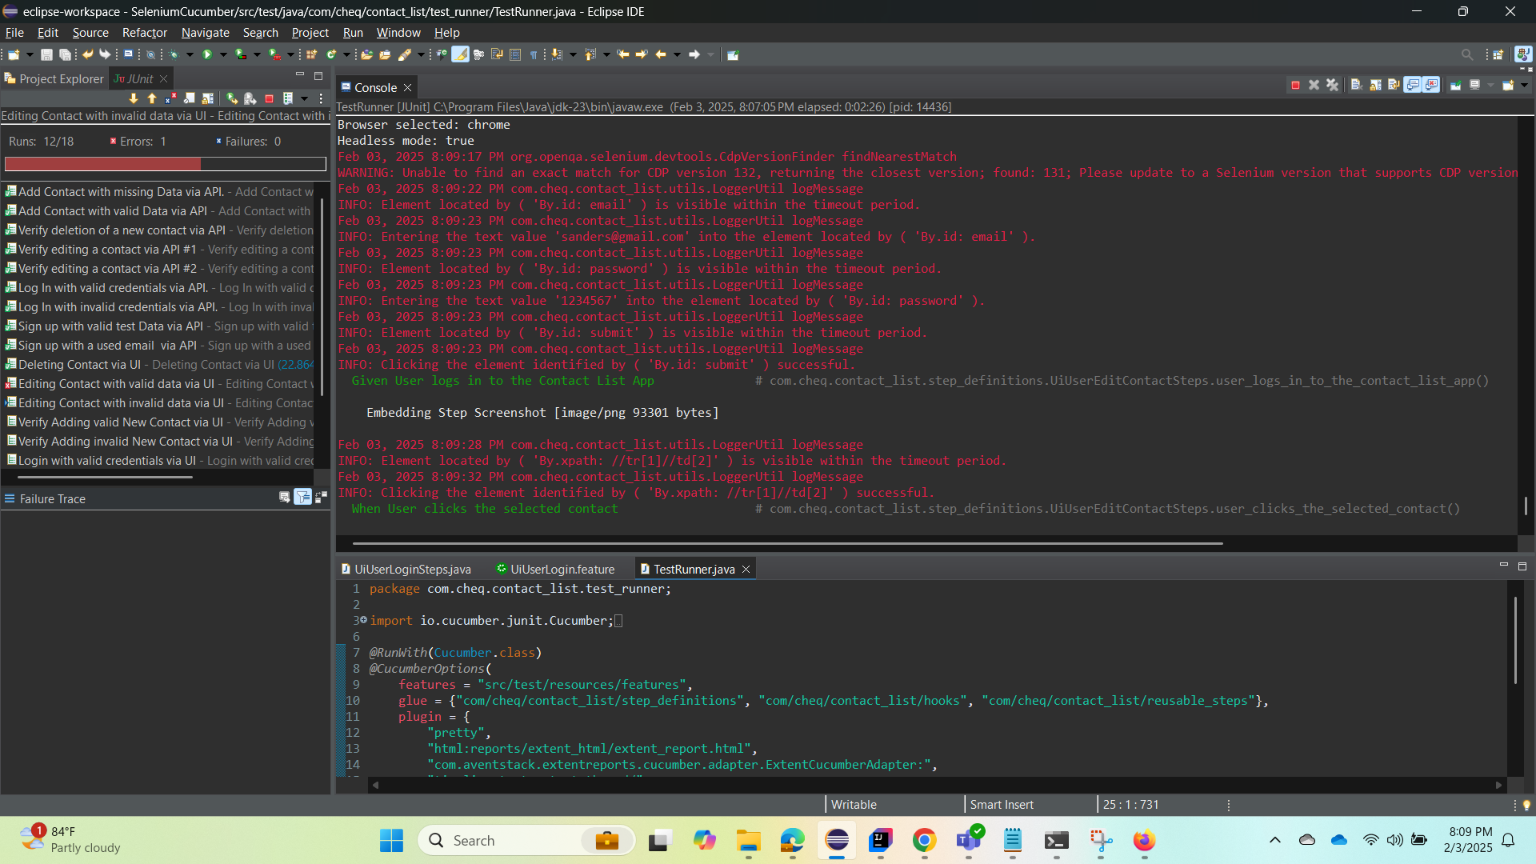 eclipse-workspace - SeleniumCucumber/src/test/java/com/cheq/contact_list/test_runner/TestRunner.java - Eclipse IDE
File Edit Source Refactor Navigate Search Project Run Window Help
Project Explorer
JUnit
Editing Contact with invalid data via UI - Editing Contact with i
Runs: 12/18 Errors: 1 Failures: 0
Add Contact with missing Data via API. - Add Contact w
Add Contact with valid Data via API - Add Contact with
Verify deletion of a new contact via API - Verify deletion
Verify editing a contact via API #1 - Verify editing a cont
Verify editing a contact via API #2 - Verify editing a cont
Log In with valid credentials via API. - Log In with valid c
Log In with invalid credentials via API. - Log In with inva
Sign up with valid test Data via API - Sign up with valid
Sign up with a used email  via API - Sign up with a used
Deleting Contact via UI - Deleting Contact via UI (22.864
Editing Contact with valid data via UI - Editing Contact
Editing Contact with invalid data via UI - Editing Contac
Verify Adding valid New Contact via UI - Verify Adding
Verify Adding invalid New Contact via UI - Verify Adding
Login with valid credentials via UI - Login with valid crec
Failure Trace
Console
TestRunner [JUnit] C:\Program Files\Java\jdk-23\bin\javaw.exe (Feb 3, 2025, 8:07:05 PM elapsed: 0:02:26) [pid: 14436]
Browser selected: chrome
Headless mode: true
Feb 03, 2025 8:09:17 PM org.openqa.selenium.devtools.CdpVersionFinder findNearestMatch
WARNING: Unable to find an exact match for CDP version 132, returning the closest version; found: 131; Please update to a Selenium version that supports CDP version
Feb 03, 2025 8:09:22 PM com.cheq.contact_list.utils.LoggerUtil logMessage
INFO: Element located by ( 'By.id: email' ) is visible within the timeout period.
Feb 03, 2025 8:09:23 PM com.cheq.contact_list.utils.LoggerUtil logMessage
INFO: Entering the text value 'sanders@gmail.com' into the element located by ( 'By.id: email' ).
Feb 03, 2025 8:09:23 PM com.cheq.contact_list.utils.LoggerUtil logMessage
INFO: Element located by ( 'By.id: password' ) is visible within the timeout period.
Feb 03, 2025 8:09:23 PM com.cheq.contact_list.utils.LoggerUtil logMessage
INFO: Entering the text value '1234567' into the element located by ( 'By.id: password' ).
Feb 03, 2025 8:09:23 PM com.cheq.contact_list.utils.LoggerUtil logMessage
INFO: Element located by ( 'By.id: submit' ) is visible within the timeout period.
Feb 03, 2025 8:09:23 PM com.cheq.contact_list.utils.LoggerUtil logMessage
INFO: Clicking the element identified by ( 'By.id: submit' ) successful.
Given User logs in to the Contact List App # com.cheq.contact_list.step_definitions.UiUserEditContactSteps.user_logs_in_to_the_contact_list_app()
Embedding Step Screenshot [image/png 93301 bytes]
Feb 03, 2025 8:09:28 PM com.cheq.contact_list.utils.LoggerUtil logMessage
INFO: Element located by ( 'By.xpath: //tr[1]//td[2]' ) is visible within the timeout period.
Feb 03, 2025 8:09:32 PM com.cheq.contact_list.utils.LoggerUtil logMessage
INFO: Clicking the element identified by ( 'By.xpath: //tr[1]//td[2]' ) successful.
When User clicks the selected contact # com.cheq.contact_list.step_definitions.UiUserEditContactSteps.user_clicks_the_selected_contact()
UiUserLoginSteps.java UiUserLogin.feature TestRunner.java
1 package com.cheq.contact_list.test_runner;
2
3 import io.cucumber.junit.Cucumber;
6
7 @RunWith(Cucumber.class)
8 @CucumberOptions(
9 features = "src/test/resources/features",
10 glue = {"com/cheq/contact_list/step_definitions", "com/cheq/contact_list/hooks", "com/cheq/contact_list/reusable_steps"},
11 plugin = {
12 "pretty",
13 "html:reports/extent_html/extent_report.html",
14 "com.aventstack.extentreports.cucumber.adapter.ExtentCucumberAdapter:",
Writable Smart Insert 25 : 1 : 731
1
84°F
Partly cloudy
Search
8:09 PM
2/3/2025